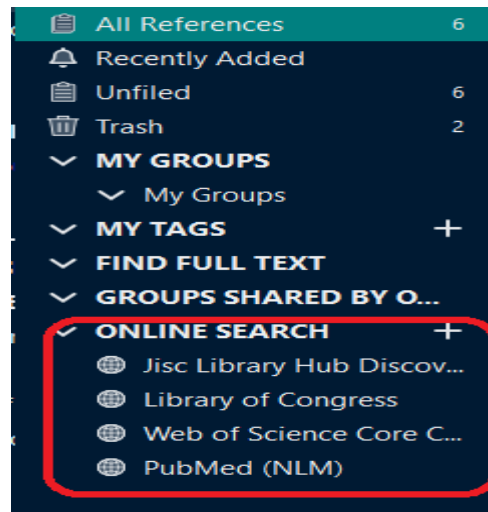 All References 6
Recently Added
Unfiled 6
Trash 2
MY GROUPS
My Groups
MY TAGS +
FIND FULL TEXT
GROUPS SHARED BY O...
ONLINE SEARCH +
Jisc Library Hub Discov...
Library of Congress
Web of Science Core C...
PubMed (NLM)